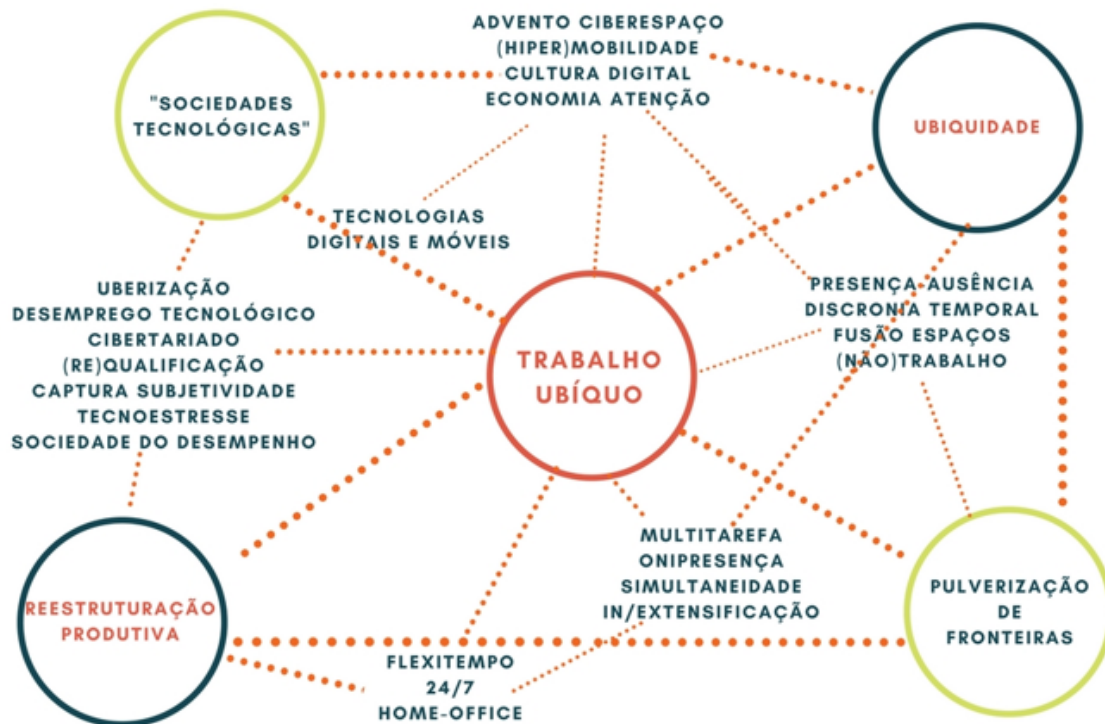 ADVENTO CIBERESPAÇO
(HIPER)MOBILIDADE
CULTURA DIGITAL
ECONOMIA ATENÇÃO
"SOCIEDADES
TECNOLÓGICAS"
UBIQUIDADE
TECNOLOGIAS
DIGITAIS E MÓVEIS
UBERIZAÇÃO
DESEMPREGO TECNOLÓGICO
CIBERTARIADO
(RE)QUALIFICAÇÃO
CAPTURA SUBJETIVIDADE
TECNOESTRESSE
SOCIEDADE DO DESEMPENHO
TRABALHO
UBÍQUO
PRESENÇA AUSÊNCIA
DISCRONIA TEMPORAL
FUSÃO ESPAÇOS
(NÃO)TRABALHO
REESTRUTURAÇÃO
PRODUTIVA
MULTITAREFA
ONIPRESENÇA
SIMULTANEIDADE
IN/EXTENSIFICAÇÃO
PULVERIZAÇÃO
DE
FRONTEIRAS
FLEXITEMPO
24/7
HOME-OFFICE